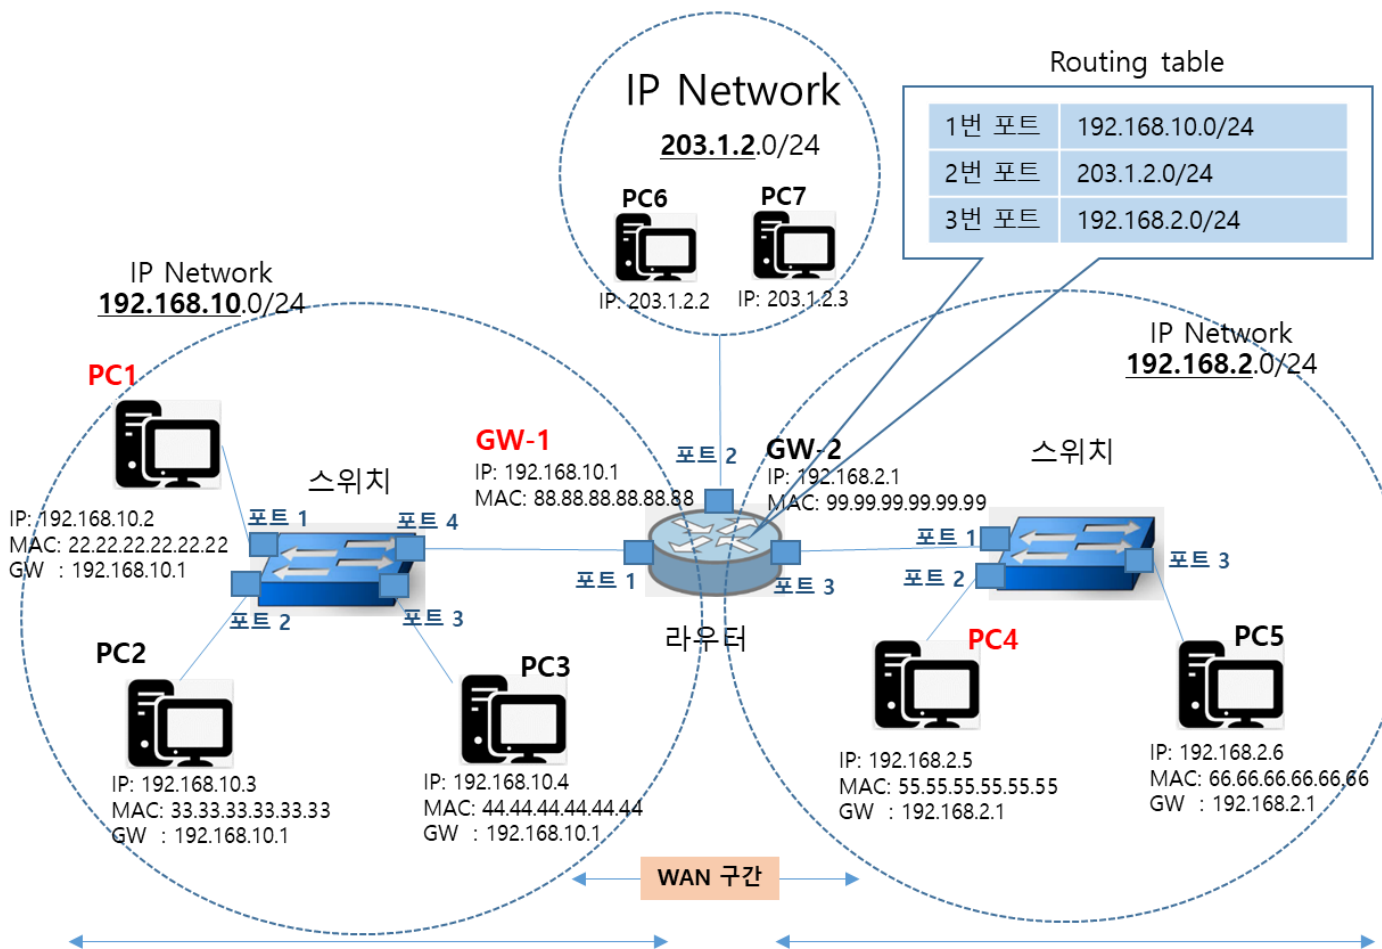 Routing table
1번 포트 192.168.10.0/24
2번 포트 203.1.2.0/24
3번 포트 192.168.2.0/24
IP Network
203.1.2.0/24
PC6
PC7
IP: 203.1.2.2
IP: 203.1.2.3
IP Network
192.168.10.0/24
PC1
IP: 192.168.10.2
MAC: 22.22.22.22.22.22
GW : 192.168.10.1
스위치
포트 1
포트 4
포트 2
포트 3
PC2
IP: 192.168.10.3
MAC: 33.33.33.33.33.33
GW : 192.168.10.1
PC3
IP: 192.168.10.4
MAC: 44.44.44.44.44.44
GW : 192.168.10.1
GW-1
IP: 192.168.10.1
MAC: 88.88.88.88.88.88
포트 2
GW-2
IP: 192.168.2.1
MAC: 99.99.99.99.99.99
포트 1
포트 3
라우터
IP Network
192.168.2.0/24
스위치
포트 1
포트 2
포트 3
PC4
IP: 192.168.2.5
MAC: 55.55.55.55.55.55
GW : 192.168.2.1
PC5
IP: 192.168.2.6
MAC: 66.66.66.66.66.66
GW : 192.168.2.1
WAN 구간